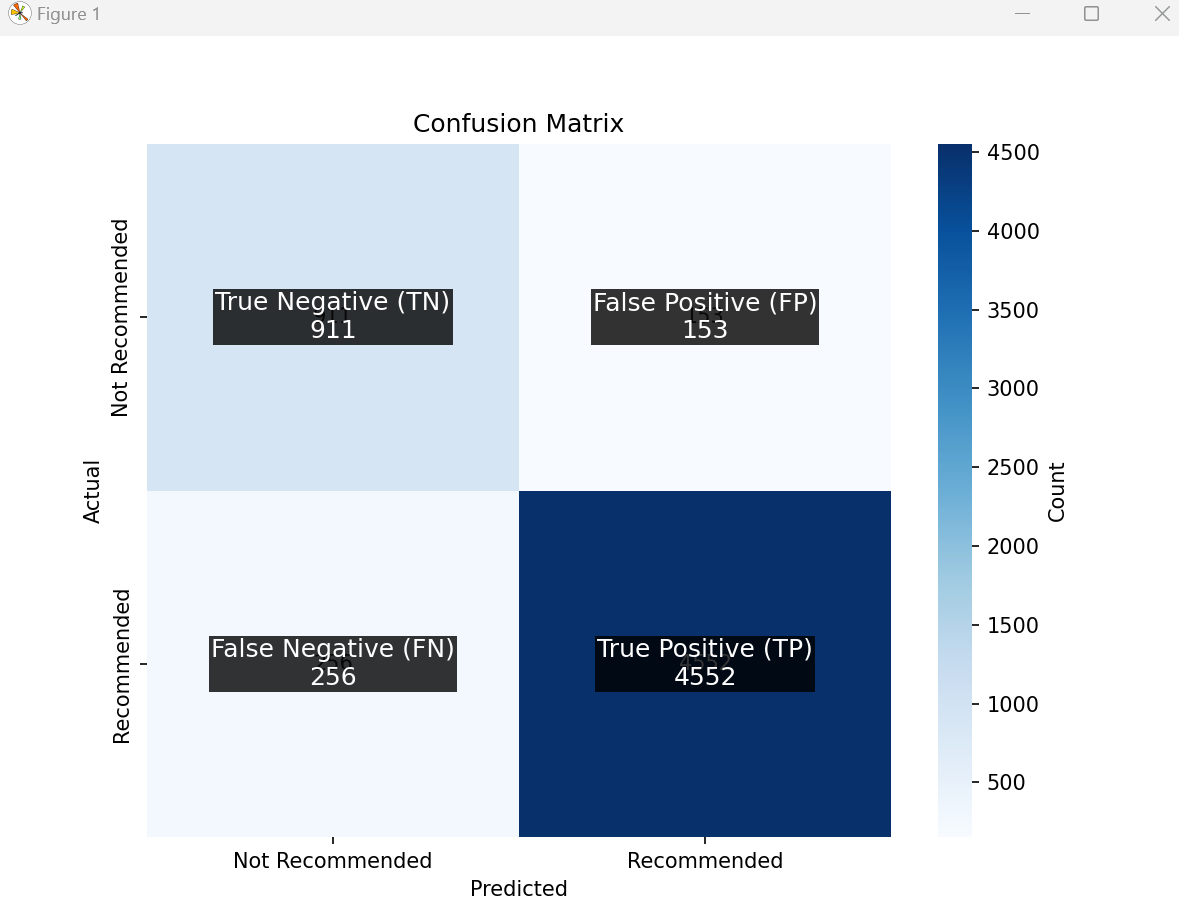 Figure 1
Confusion Matrix
Not Recommended
Recommended
Actual
True Negative (TN)
911
False Positive (FP)
153
False Negative (FN)
256
True Positive (TP)
4552
Not Recommended
Recommended
Predicted
4500
4000
3500
3000
2500
2000
1500
1000
500
Count